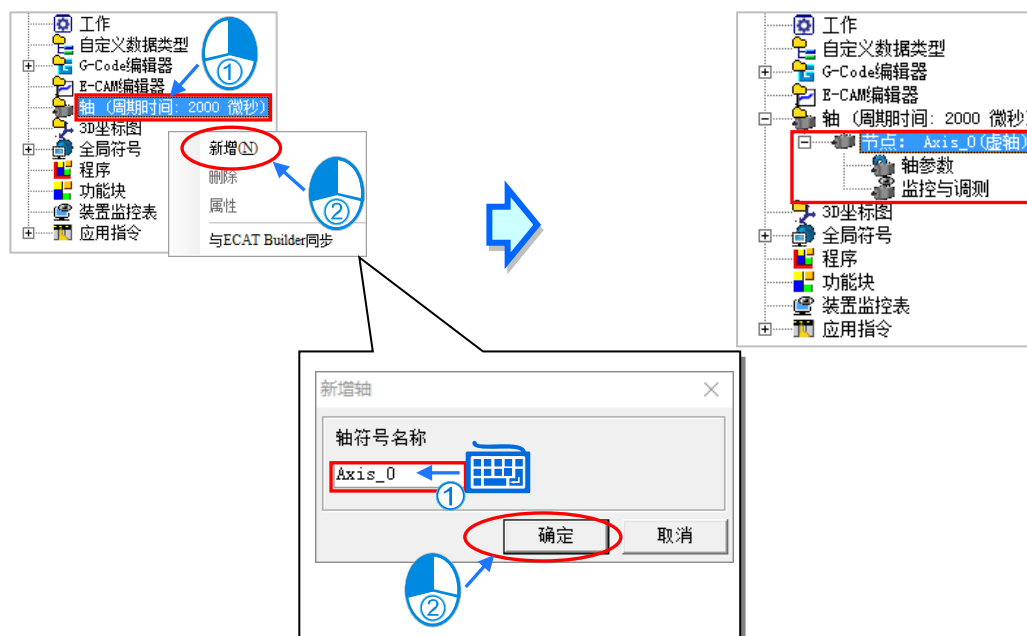 工作
自定义数据类型
G-Code编辑器
E-CAM编辑器
轴 (周期时间: 2000 微秒)
3D坐标图
全局符号
程序
功能块
装置监控表
应用指令
①
新增(N)
删除
属性
与ECAT Builder同步
②
工作
自定义数据类型
G-Code编辑器
E-CAM编辑器
轴 (周期时间: 2000 微秒)
节点: Axis_0(虚轴)
轴参数
监控与调测
3D坐标图
全局符号
程序
功能块
装置监控表
应用指令
新增轴
轴符号名称
Axis_0
①
确定
取消
②